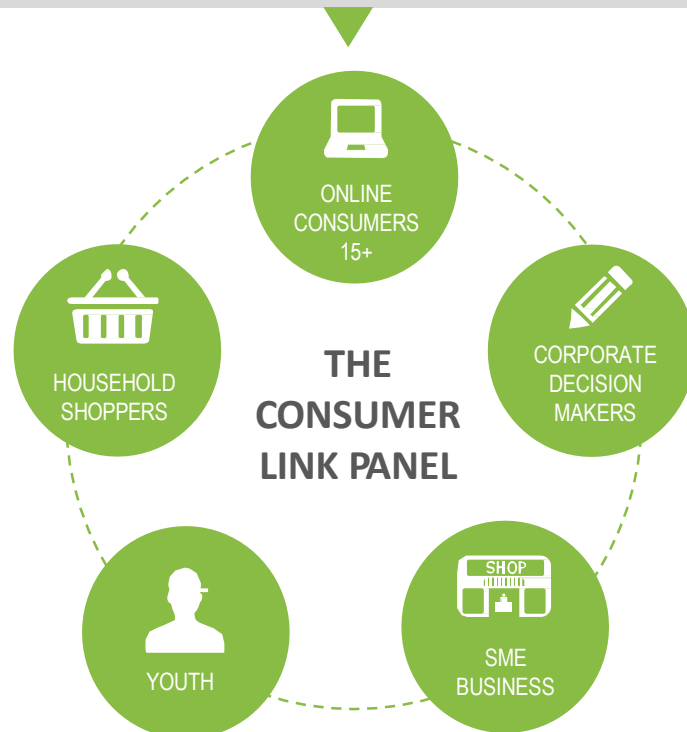 ONLINE
CONSUMERS
15+
HOUSEHOLD
SHOPPERS
THE
CONSUMER
LINK PANEL
CORPORATE
DECISION
MAKERS
YOUTH
SHOP
SME
BUSINESS